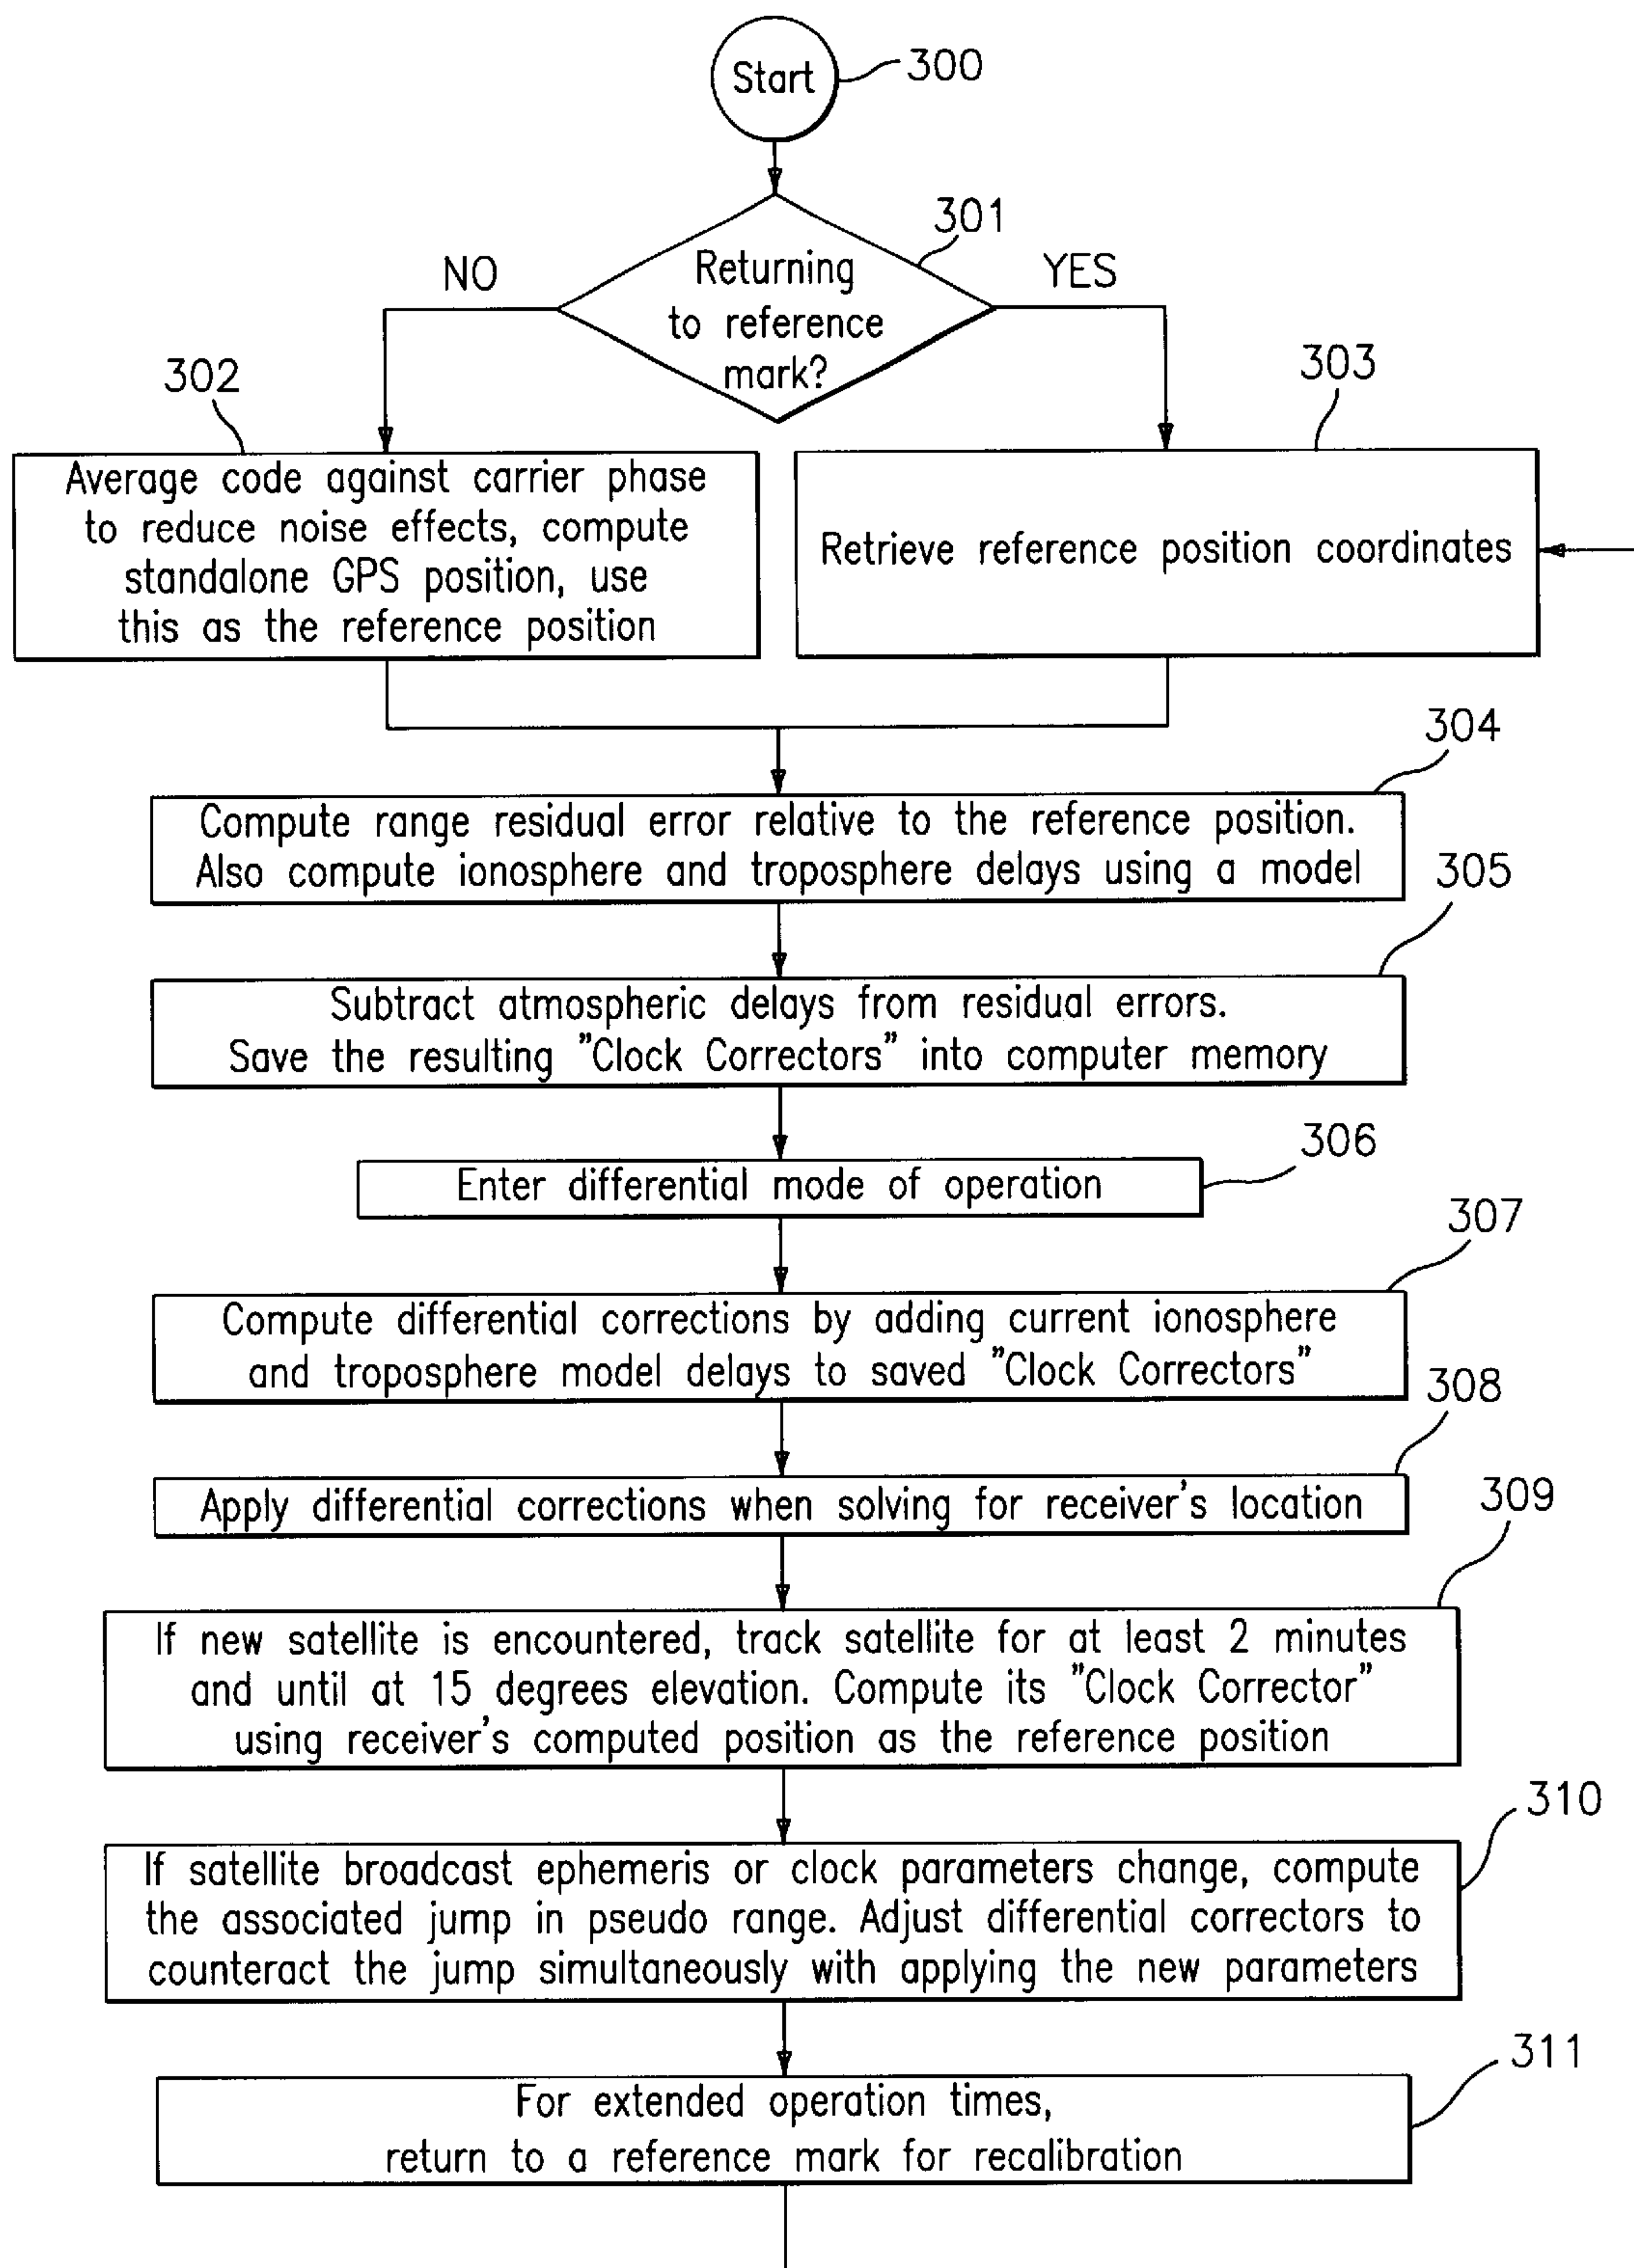 Start
300
301
Returning
to reference
mark?
NO
YES
302
303
Average code against carrier phase
to reduce noise effects, compute
standalone GPS position, use
this as the reference position
Retrieve reference position coordinates
304
Compute range residual error relative to the reference position.
Also compute ionosphere and troposphere delays using a model
305
Subtract atmospheric delays from residual errors.
Save the resulting "Clock Correctors" into computer memory
306
Enter differential mode of operation
307
Compute differential corrections by adding current ionosphere
and troposphere model delays to saved "Clock Correctors"
308
Apply differential corrections when solving for receiver's location
309
If new satellite is encountered, track satellite for at least 2 minutes
and until at 15 degrees elevation. Compute its "Clock Corrector"
using receiver's computed position as the reference position
310
If satellite broadcast ephemeris or clock parameters change, compute
the associated jump in pseudo range. Adjust differential correctors to
counteract the jump simultaneously with applying the new parameters
311
For extended operation times,
return to a reference mark for recalibration